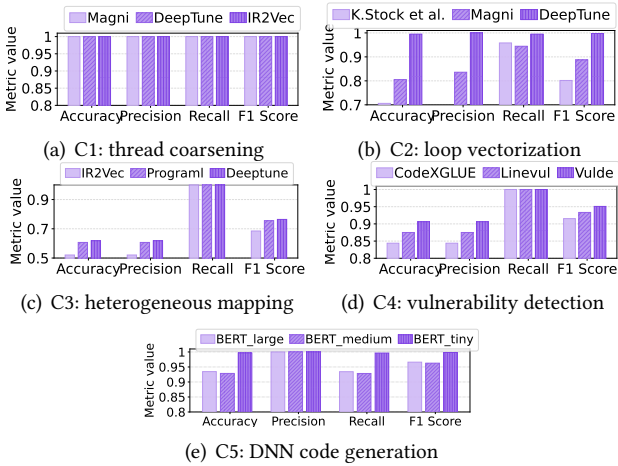 Magni DeepTune IR2Vec
Metric value
1
0.95
0.90
0.85
0.8
Accuracy Precision Recall F1 Score
(a) C1: thread coarsening
K.Stock et al. Magni DeepTune
Metric value
1
0.9
0.8
0.7
Accuracy Precision Recall F1 Score
(b) C2: loop vectorization
IR2Vec Programl Deeptune
Metric value
0.9
0.7
0.5
Accuracy Precision Recall F1 Score
(c) C3: heterogeneous mapping
CodeXGLUE Linevul Vulde
Metric value
1
0.95
0.90
0.85
0.8
Accuracy Precision Recall F1 Score
(d) C4: vulnerability detection
BERT_large BERT_medium BERT_tiny
Metric value
1
0.95
0.90
0.85
0.8
Accuracy Precision Recall F1 Score
(e) C5: DNN code generation